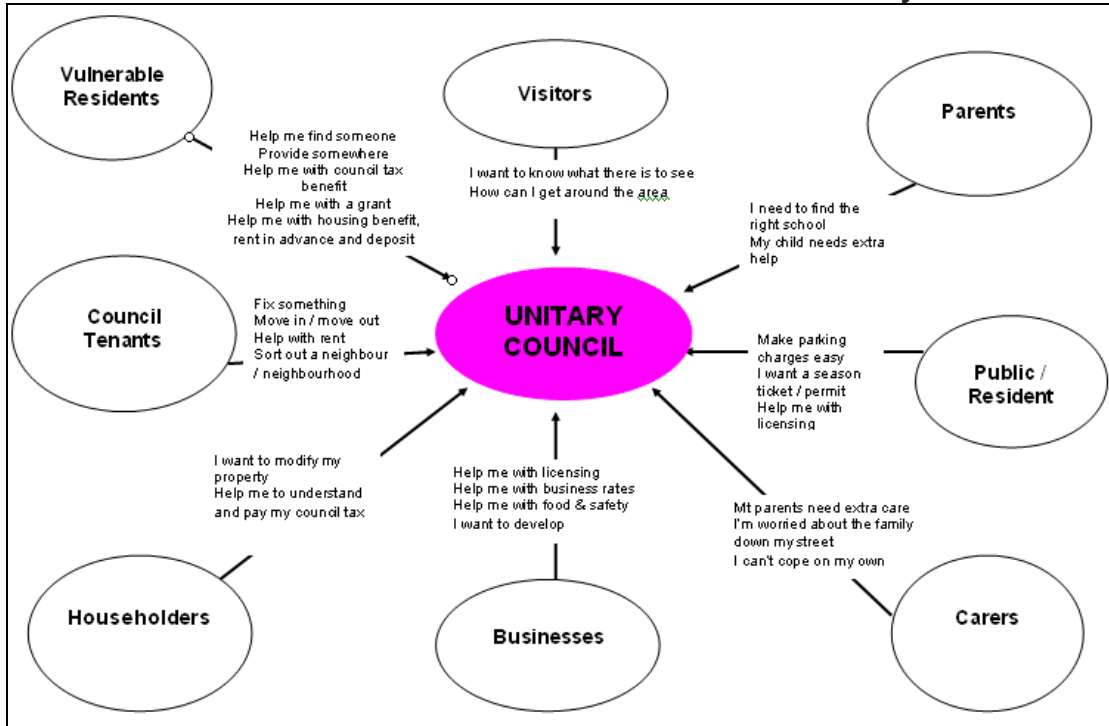 Vulnerable
Residents
Help me find someone
Provide somewhere
Help me with council tax
benefit
Help me with a grant
Help me with housing benefit,
rent in advance and deposit
Visitors
I want to know what there is to see
How can I get around the area
Parents
I need to find the
right school
My child needs extra
help
Council
Tenants
Fix something
Move in / move out
Help with rent
Sort out a neighbour
/ neighbourhood
UNITARY
COUNCIL
Make parking
charges easy
I want a season
ticket / permit
Help me with
licensing
Public /
Resident
I want to modify my
property
Help me to understand
and pay my council tax
Householders
Help me with licensing
Help me with business rates
Help me with food & safety
I want to develop
Businesses
Mt parents need extra care
I'm worried about the family
down my street
I can't cope on my own
Carers